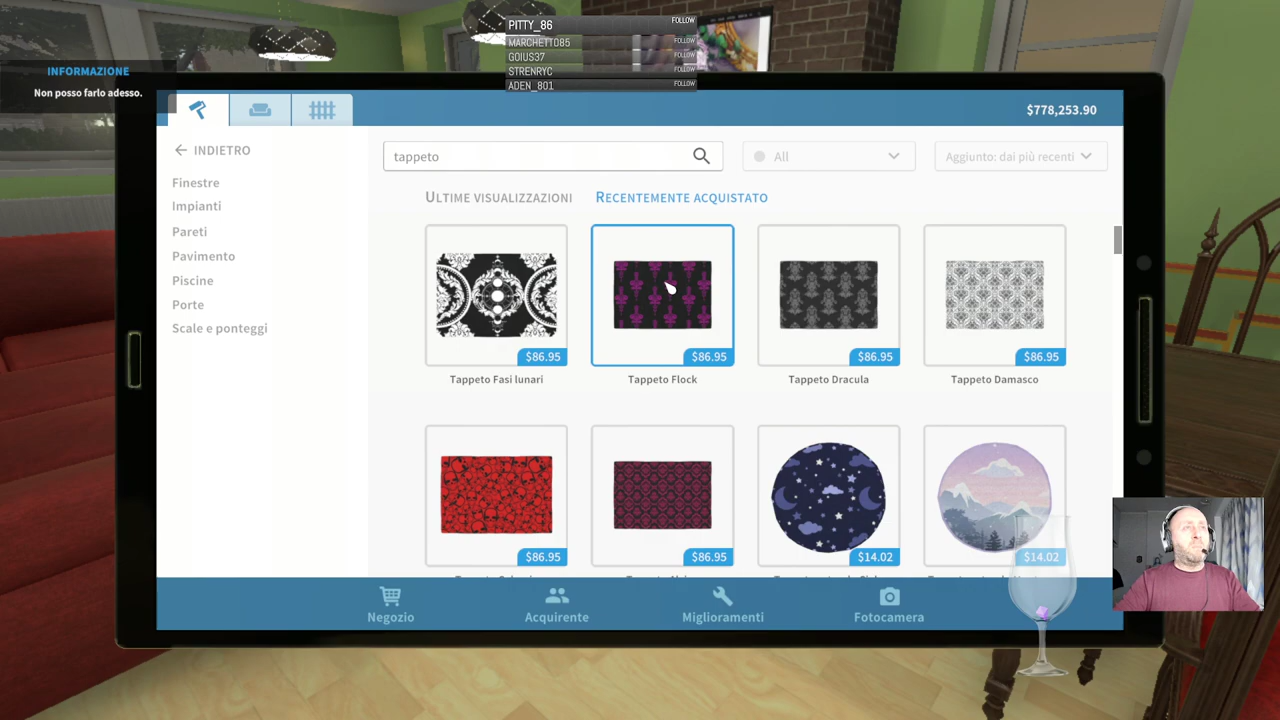 PITTY_86 FOLLOW
MARCHETTO85 FOLLOW
GOIUS37 FOLLOW
STRENRYC FOLLOW
ADEN_801 FOLLOW
INFORMAZIONE
Non posso farlo adesso.
$778,253.90
INDIETRO
Finestre
Impianti
Pareti
Pavimento
Piscine
Porte
Scale e ponteggi
tappeto
All
Aggiunto: dai più recenti
ULTIME VISUALIZZAZIONI
RECENTEMENTE ACQUISTATO
$86.95
$86.95
$86.95
$86.95
Tappeto Fasi lunari
Tappeto Flock
Tappeto Dracula
Tappeto Damasco
$86.95
$86.95
$14.02
$14.02
Negozio
Acquirente
Miglioramenti
Fotocamera